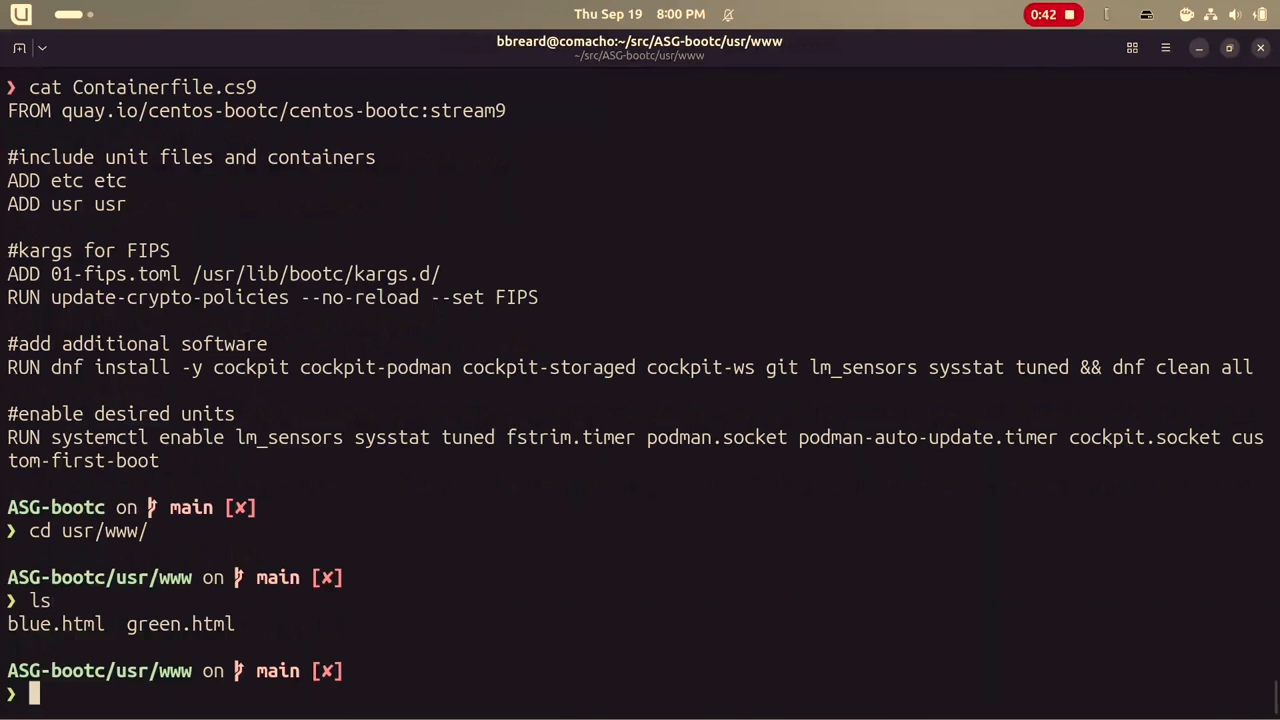 Thu Sep 19 8:00 PM
0:42
bbreard@comacho:~/src/ASG-bootc/usr/www
~/src/ASG-bootc/usr/www
❯ cat Containerfile.cs9
FROM quay.io/centos-bootc/centos-bootc:stream9
#include unit files and containers
ADD etc etc
ADD usr usr
#kargs for FIPS
ADD 01-fips.toml /usr/lib/bootc/kargs.d/
RUN update-crypto-policies --no-reload --set FIPS
#add additional software
RUN dnf install -y cockpit cockpit-podman cockpit-storaged cockpit-ws git lm_sensors sysstat tuned && dnf clean all
#enable desired units
RUN systemctl enable lm_sensors sysstat tuned fstrim.timer podman.socket podman-auto-update.timer cockpit.socket cus
tom-first-boot
ASG-bootc on main [✘]
❯ cd usr/www/
ASG-bootc/usr/www on main [✘]
❯ ls
blue.html green.html
ASG-bootc/usr/www on main [✘]
❯